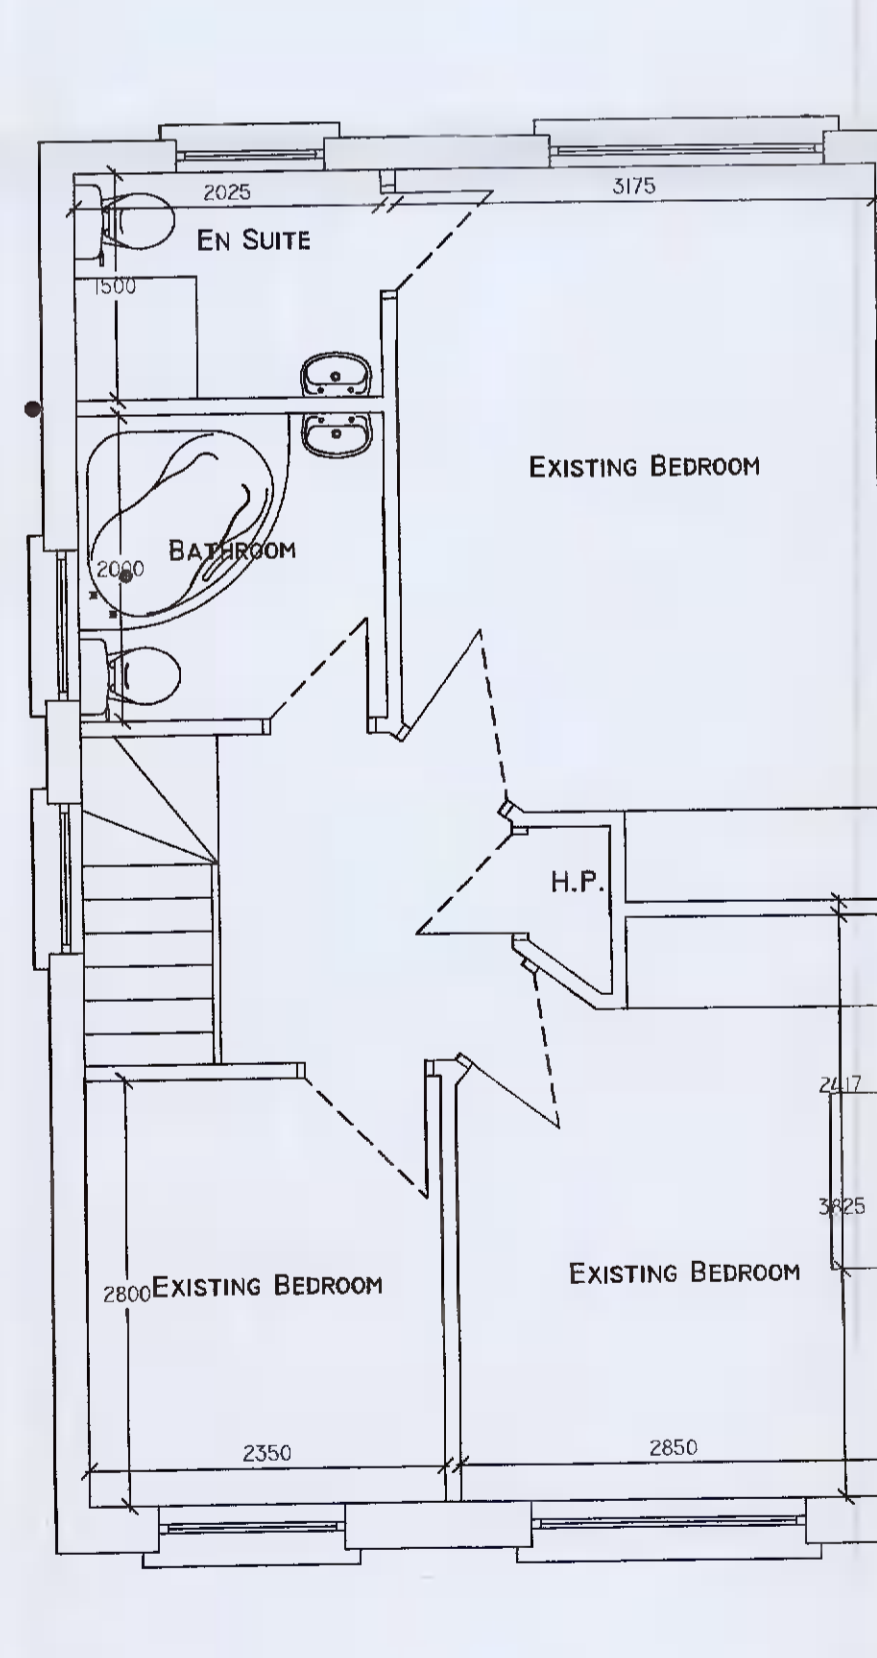 2025
3175
EN SUITE
1500
EXISTING BEDROOM
BATHROOM
2000
H.P.
2417
3825
EXISTING BEDROOM
2800
EXISTING BEDROOM
2350
2850